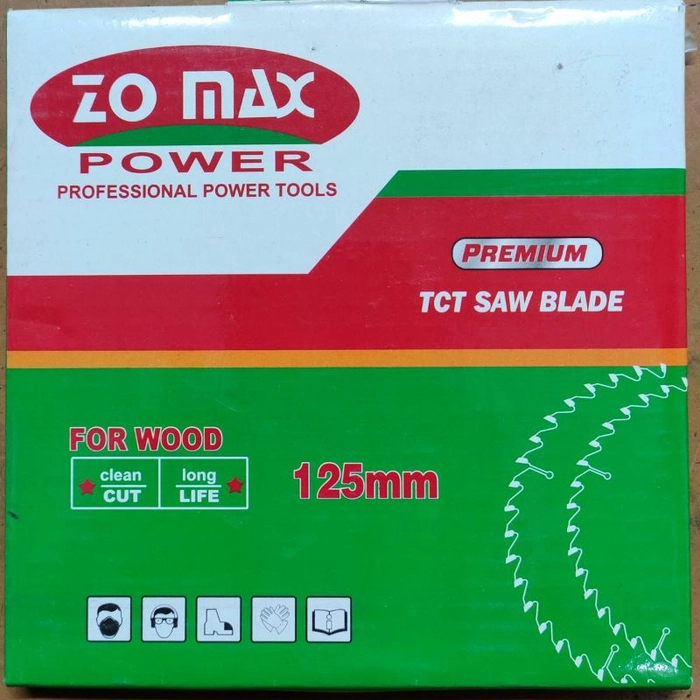 ZO MAX
POWER
PROFESSIONAL POWER TOOLS
PREMIUM
TCT SAW BLADE
FOR WOOD
clean CUT
long LIFE
125mm